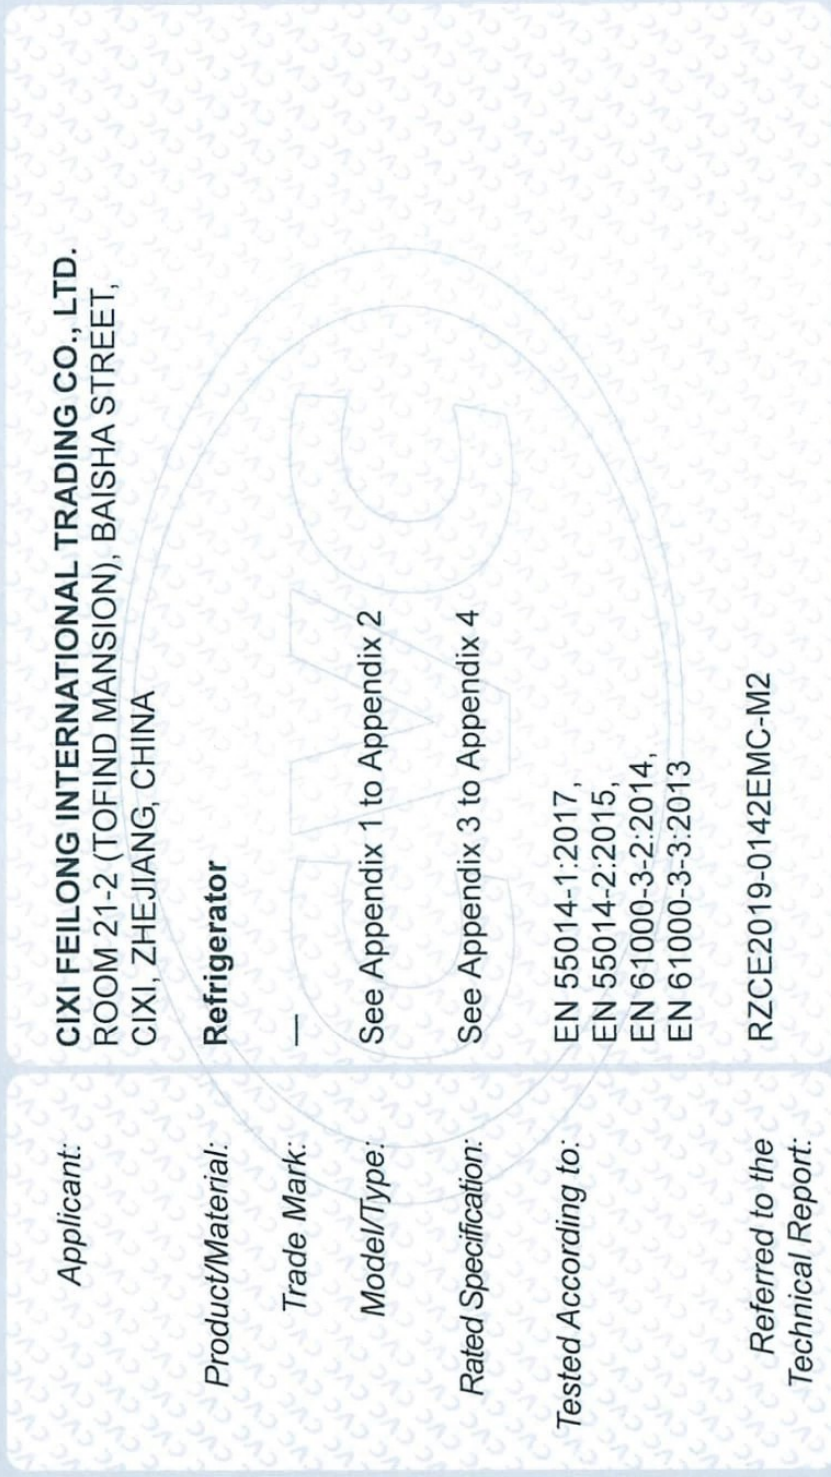 Applicant:
CIXI FEILONG INTERNATIONAL TRADING CO., LTD.
ROOM 21-2 (TOFIND MANSION), BAISHA STREET,
CIXI, ZHEJIANG, CHINA
Product/Material:
Refrigerator
Trade Mark:
—
Model/Type:
See Appendix 1 to Appendix 2
Rated Specification:
See Appendix 3 to Appendix 4
Tested According to:
EN 55014-1:2017,
EN 55014-2:2015,
EN 61000-3-2:2014,
EN 61000-3-3:2013
Referred to the
Technical Report:
RZCE2019-0142EMC-M2
CVC